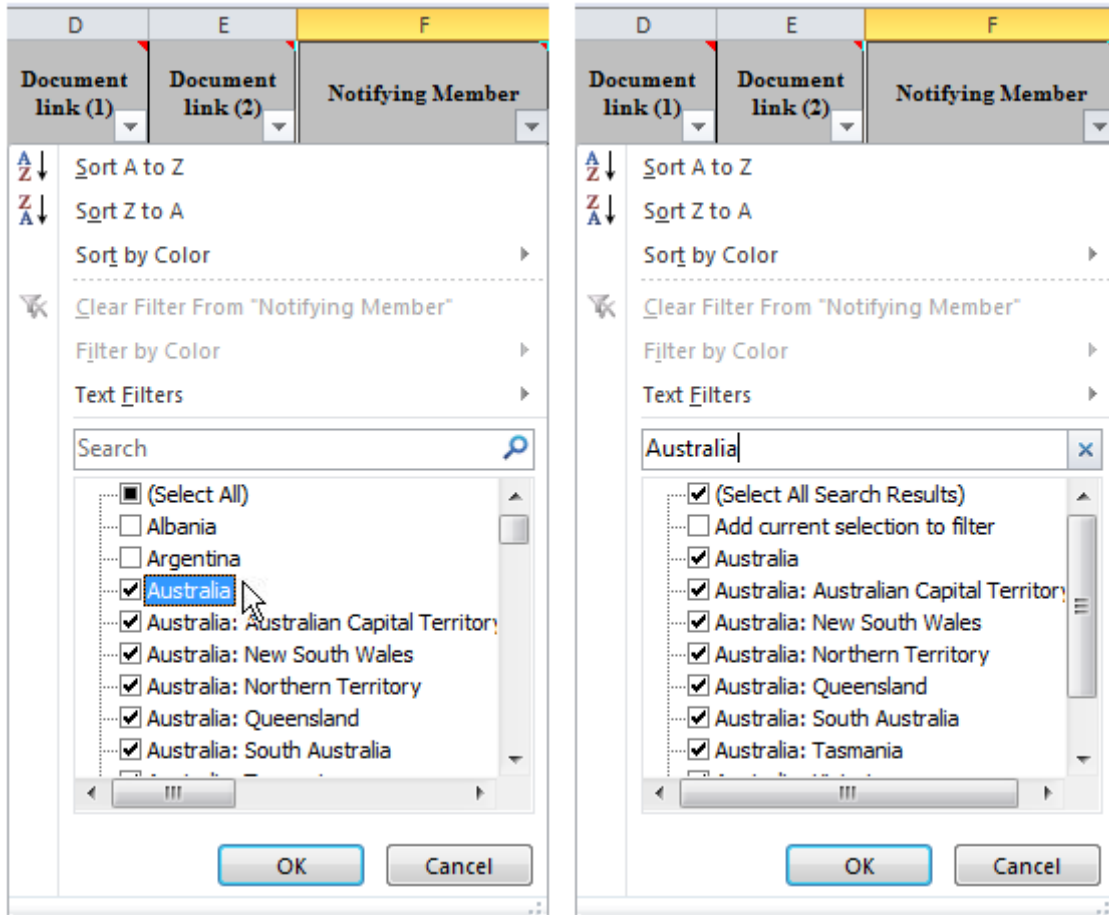 D E F
Document link (1) Document link (2) Notifying Member
Sort A to Z
Sort Z to A
Sort by Color
Clear Filter From "Notifying Member"
Filter by Color
Text Filters
Search
(Select All)
Albania
Argentina
Australia
Australia: Australian Capital Territory
Australia: New South Wales
Australia: Northern Territory
Australia: Queensland
Australia: South Australia
OK Cancel
D E F
Document link (1) Document link (2) Notifying Member
Sort A to Z
Sort Z to A
Sort by Color
Clear Filter From "Notifying Member"
Filter by Color
Text Filters
Australia
(Select All Search Results)
Add current selection to filter
Australia
Australia: Australian Capital Territory
Australia: New South Wales
Australia: Northern Territory
Australia: Queensland
Australia: South Australia
Australia: Tasmania
OK Cancel